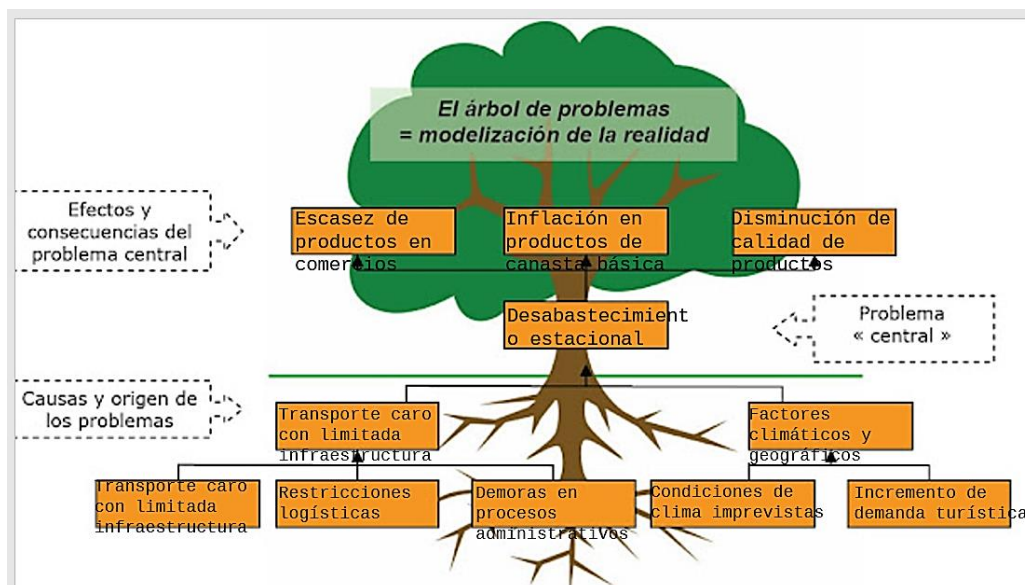 El árbol de problemas
= modelización de la realidad
Efectos y
consecuencias del
problema central
Escasez de
productos en
comercios
Inflación en
productos de
canasta básica
Disminución de
calidad de
productos
Desabastecimient
o estacional
Problema
« central »
Causas y origen de
los problemas
Transporte caro
con limitada
infraestructura
Factores
climáticos y
geográficos
Transporte caro
con limitada
infraestructura
Restricciones
logísticas
Demoras en
procesos
administrativos
Condiciones de
clima imprevistas
Incremento de
demanda turística